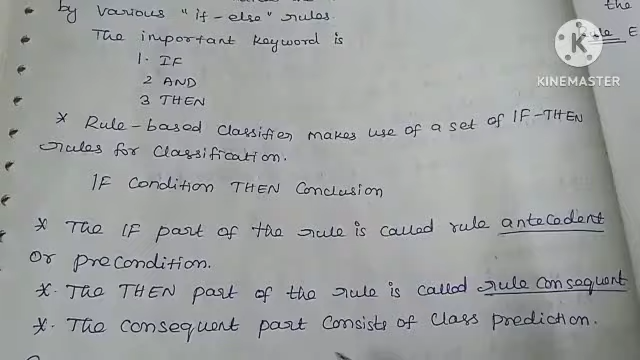 by various "if-else" rules.
The important keyword is
1. IF
2 AND
3 THEN
* Rule-based classifier makes use of a set of IF-THEN
rules for classification.
IF Condition THEN Conclusion
* The IF part of the rule is called rule antecedent
Or precondition.
*. The THEN part of the rule is called rule consequent
*. The consequent part consists of class prediction.
the
Rule E
KINEMASTER